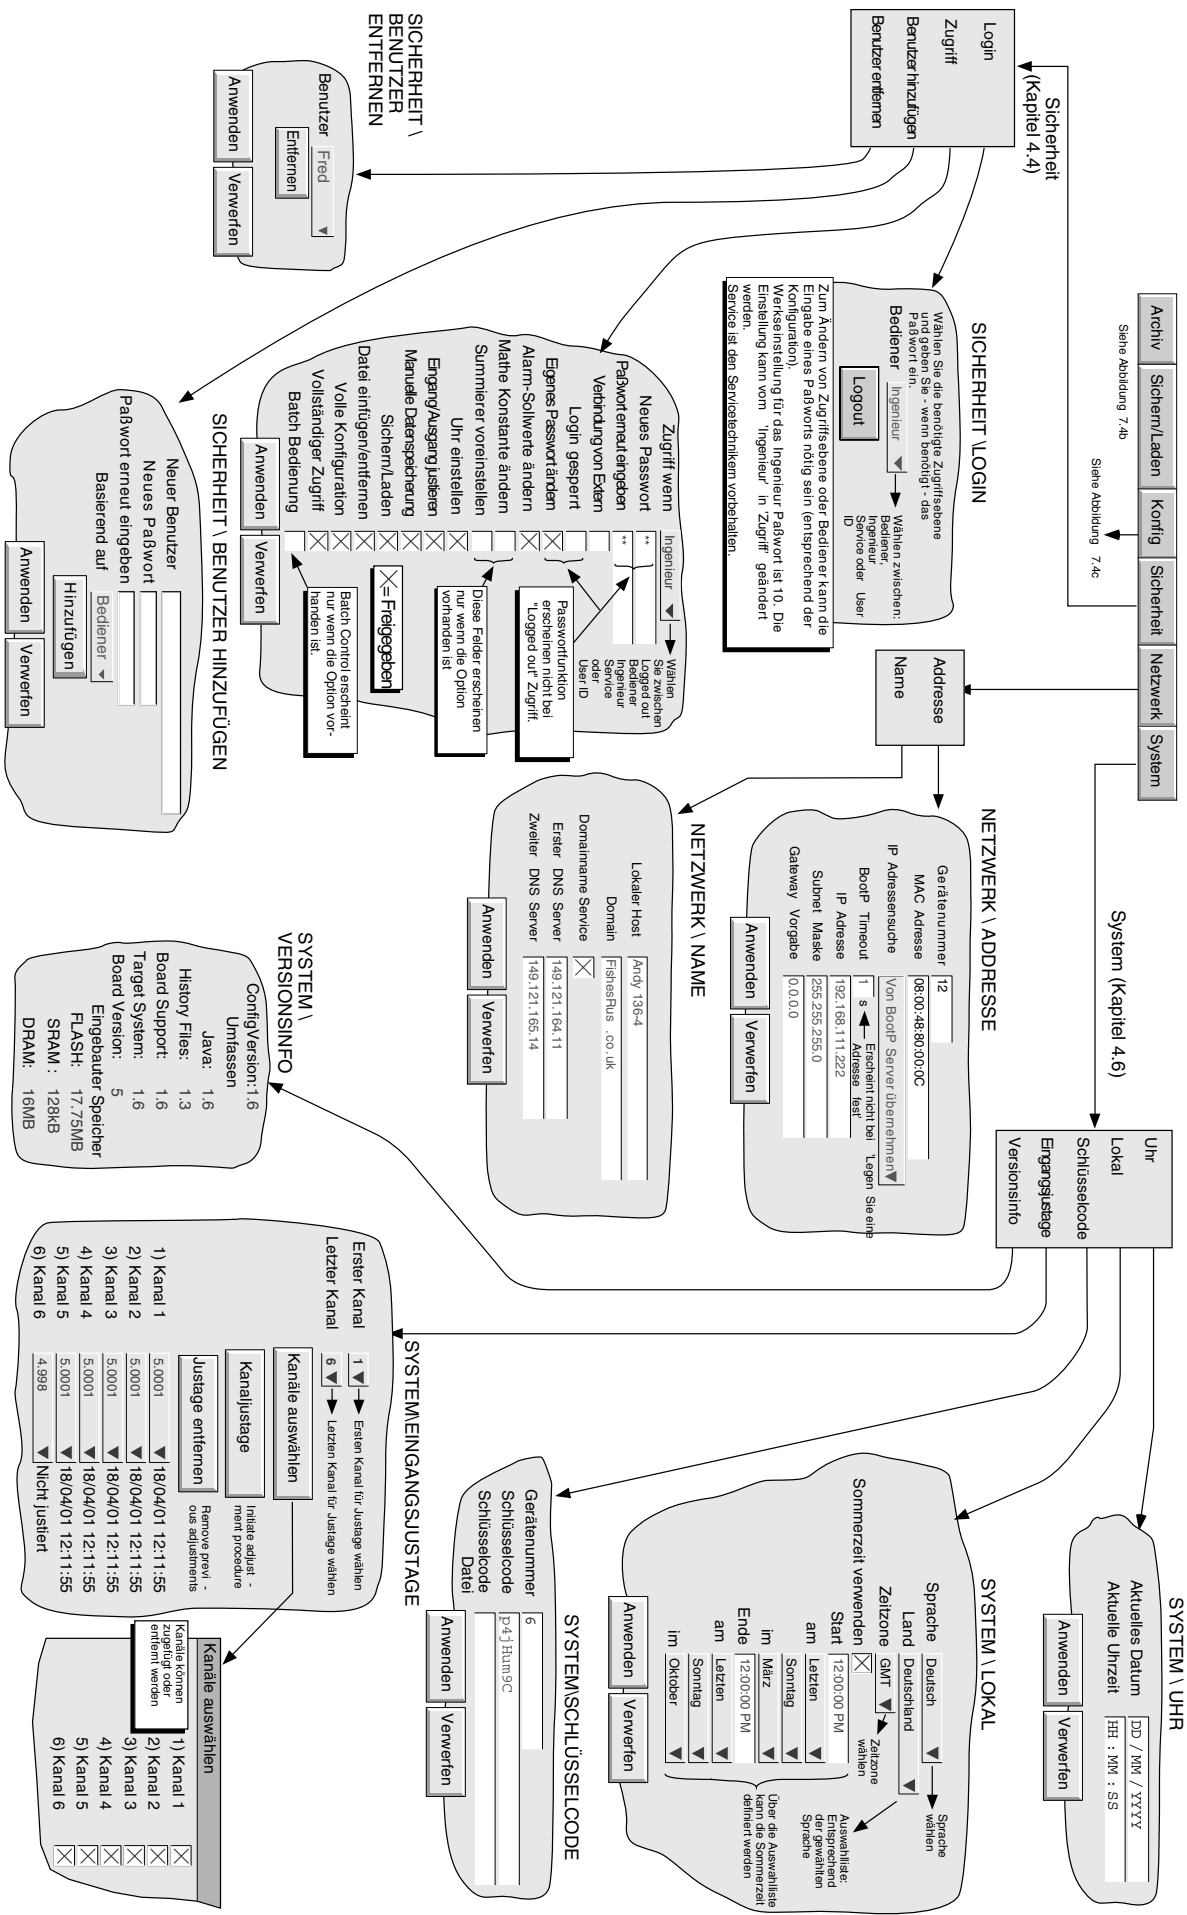 Archiv
Sichern/Laden
Konfig
Sicherheit
Netzwerk
System
Siehe Abbildung 7.4b
Siehe Abbildung 7.4c
Sicherheit
(Kapitel 4.4)
Login
Zugriff
Benutzer hinzufügen
Benutzer entfernen
SICHERHEIT \LOGIN
Wählen Sie die benötigte Zugriffsebene
und geben Sie - wenn benötigt - das
Paßwort ein.
Bediener Ingenieur
Wählen zwischen:
Bediener,
Ingenieur
Service oder User
ID
Logout
Zum Ändern von Zugriffsebene oder Bediener kann die
Eingabe eines Paßworts nötig sein (entsprechend der
Konfiguration).
Werkseinstellung für das Ingenieur Paßwort ist 10. Die
Einstellung kann vom 'Ingenieur' in 'Zugriff' geändert
werden.
Service ist den Servicetechnikern vorbehalten.
SICHERHEIT \
BENUTZER
ENTFERNEN
Benutzer Fred
Entfernen
Anwenden
Verwerfen
Zugriff wenn Ingenieur
Wählen
Sie zwischen
Logged out
Bediener
Ingenieur
Service
oder
User ID
Neues Passwort **
Paßwort erneut eingeben **
Verbindung von Extern
Login gesperrt
Eigenes Passwort ändern
Alarm-Sollwerte ändern
Mathe Konstante ändern
Summierer voreinstellen
Uhr einstellen
Eingang/Ausgang justieren
Manuelle Datenspeicherung
Sichern/Laden
Datei einfügen/entfernen
Volle Konfiguration
Vollständiger Zugriff
Batch Bedienung
Passwortfunktion
erscheinen nicht bei
"Logged out" Zugriff.
Diese Felder erscheinen
nur wenn die Option
vorhanden ist
= Freigegeben
Batch Control erscheint
nur wenn die Option vor-
handen ist.
Anwenden
Verwerfen
SICHERHEIT \ BENUTZER HINZUFÜGEN
Neuer Benutzer
Neues Paßwort
Paßwort erneut eingeben
Basierend auf Bediener
Hinzufügen
Anwenden
Verwerfen
Addresse
Name
NETZWERK \ ADDRESSE
Gerätenummer 12
MAC Adresse 08:00:48:80:00:0C
IP Adressensuche Von BootP Server übernehmen
BootP Timeout 1 s
Erscheint nicht bei 'Legen Sie eine
Adresse fest'
IP Adresse 192.168.111.222
Subnet Maske 255.255.255.0
Gateway Vorgabe 0.0.0.0
Anwenden
Verwerfen
NETZWERK \ NAME
Lokaler Host Andy 136-4
Domain FishesRus .co.uk
Domainname Service
Erster DNS Server 149.121.164.11
Zweiter DNS Server 149.121.165.14
Anwenden
Verwerfen
System (Kapitel 4.6)
Uhr
Lokal
Schlüsselcode
Eingangsjustage
Versionsinfo
SYSTEM \
VERSIONSINFO
ConfigVersion: 1.6
Umfassen
Java: 1.6
History Files: 1.3
Board Support: 1.6
Target System: 1.6
Board Version: 5
Eingebauter Speicher
FLASH: 17.75MB
SRAM : 128kB
DRAM: 16MB
SYSTEM \ UHR
Aktuelles Datum DD / MM / YYYY
Aktuelle Uhrzeit HH : MM : SS
Anwenden
Verwerfen
SYSTEM \ LOKAL
Sprache Deutsch
Sprache
wählen
Land Deutschland
Auswahlliste:
Entsprechend
der gewählten
Sprache
Zeitzone GMT
Zeitzone
wählen
Sommerzeit verwenden
Start 12:00:00 PM
am Letzten
Sonntag
im März
Ende 12:00:00 PM
am Letzten
Sonntag
im Oktober
Über die Auswahlliste
kann die Sommerzeit
definiert werden
Anwenden
Verwerfen
SYSTEM\SCHLÜSSELCODE
Gerätenummer 6
Schlüsselcode p4jHum9C
Schlüsselcode
Datei
Anwenden
Verwerfen
SYSTEM\EINGANGSJUSTAGE
Erster Kanal 1 Ersten Kanal für Justage wählen
Letzter Kanal 6 Letzten Kanal für Justage wählen
Kanäle auswählen
Kanaljustage
Initiate adjust -
ment procedure
Justage entfernen
Remove previ -
ous adjustments
1) Kanal 1 5.0001 18/04/01 12:11:55
2) Kanal 2 5.0001 18/04/01 12:11:55
3) Kanal 3 5.0001 18/04/01 12:11:55
4) Kanal 4 5.0001 18/04/01 12:11:55
5) Kanal 5 5.0001 18/04/01 12:11:55
6) Kanal 6 4.998 Nicht justiert
Kanäle auswählen
Kanäle können
zugefügt oder
entfernt werden
1) Kanal 1
2) Kanal 2
3) Kanal 3
4) Kanal 4
5) Kanal 5
6) Kanal 6